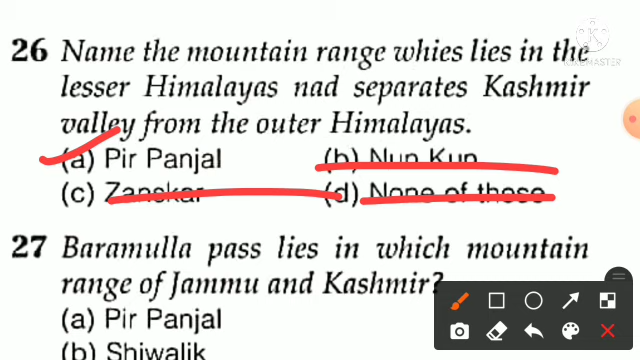 26 Name the mountain range whies lies in the
lesser Himalayas nad separates Kashmir
valley from the outer Himalayas.
(a) Pir Panjal (b) Nun Kun
(c) Zanskar (d) None of these
27 Baramulla pass lies in which mountain
range of Jammu and Kashmir?
(a) Pir Panjal
(b) Shiwalik
KINEMASTER